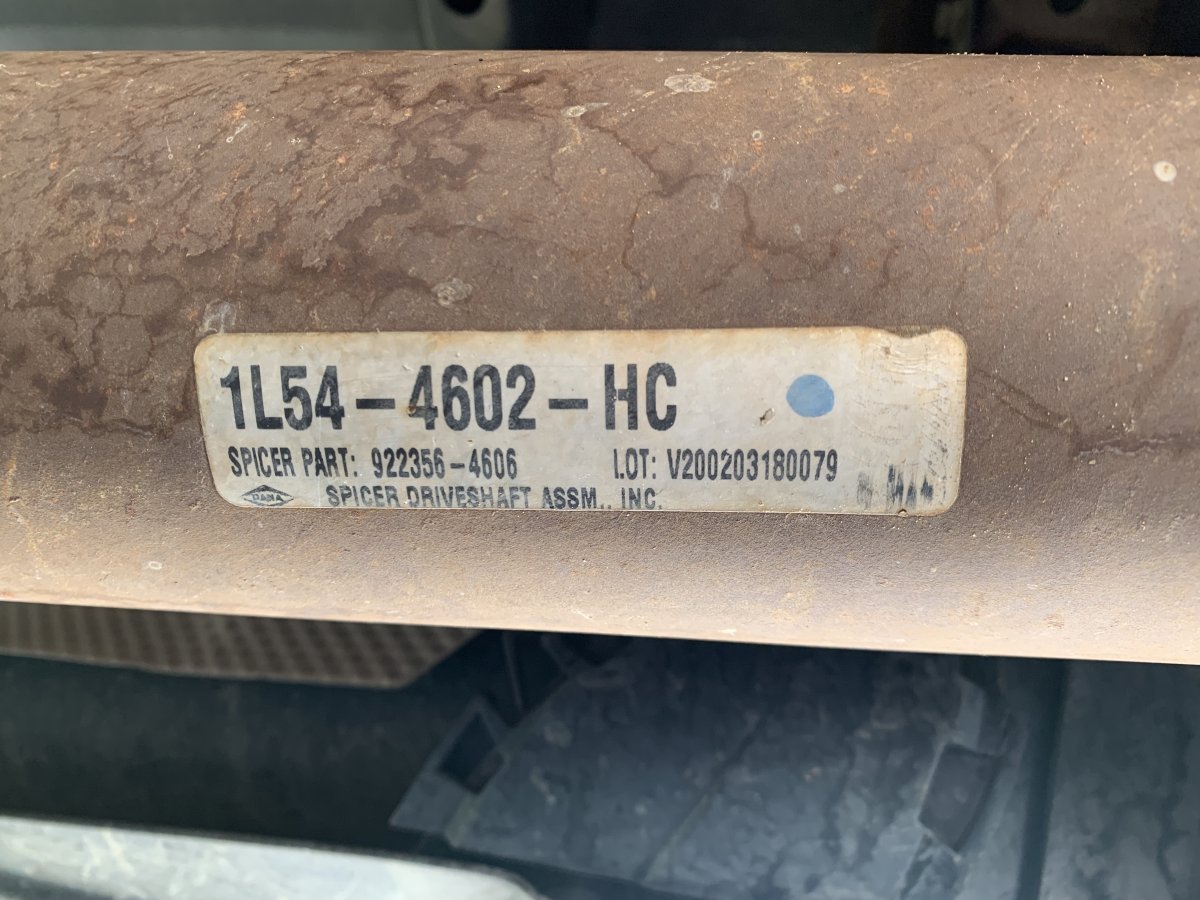 1L54-4602-HC
SPICER PART: 922356-4606 LOT: V200203180079
DANA SPICER DRIVESHAFT ASSM., INC.